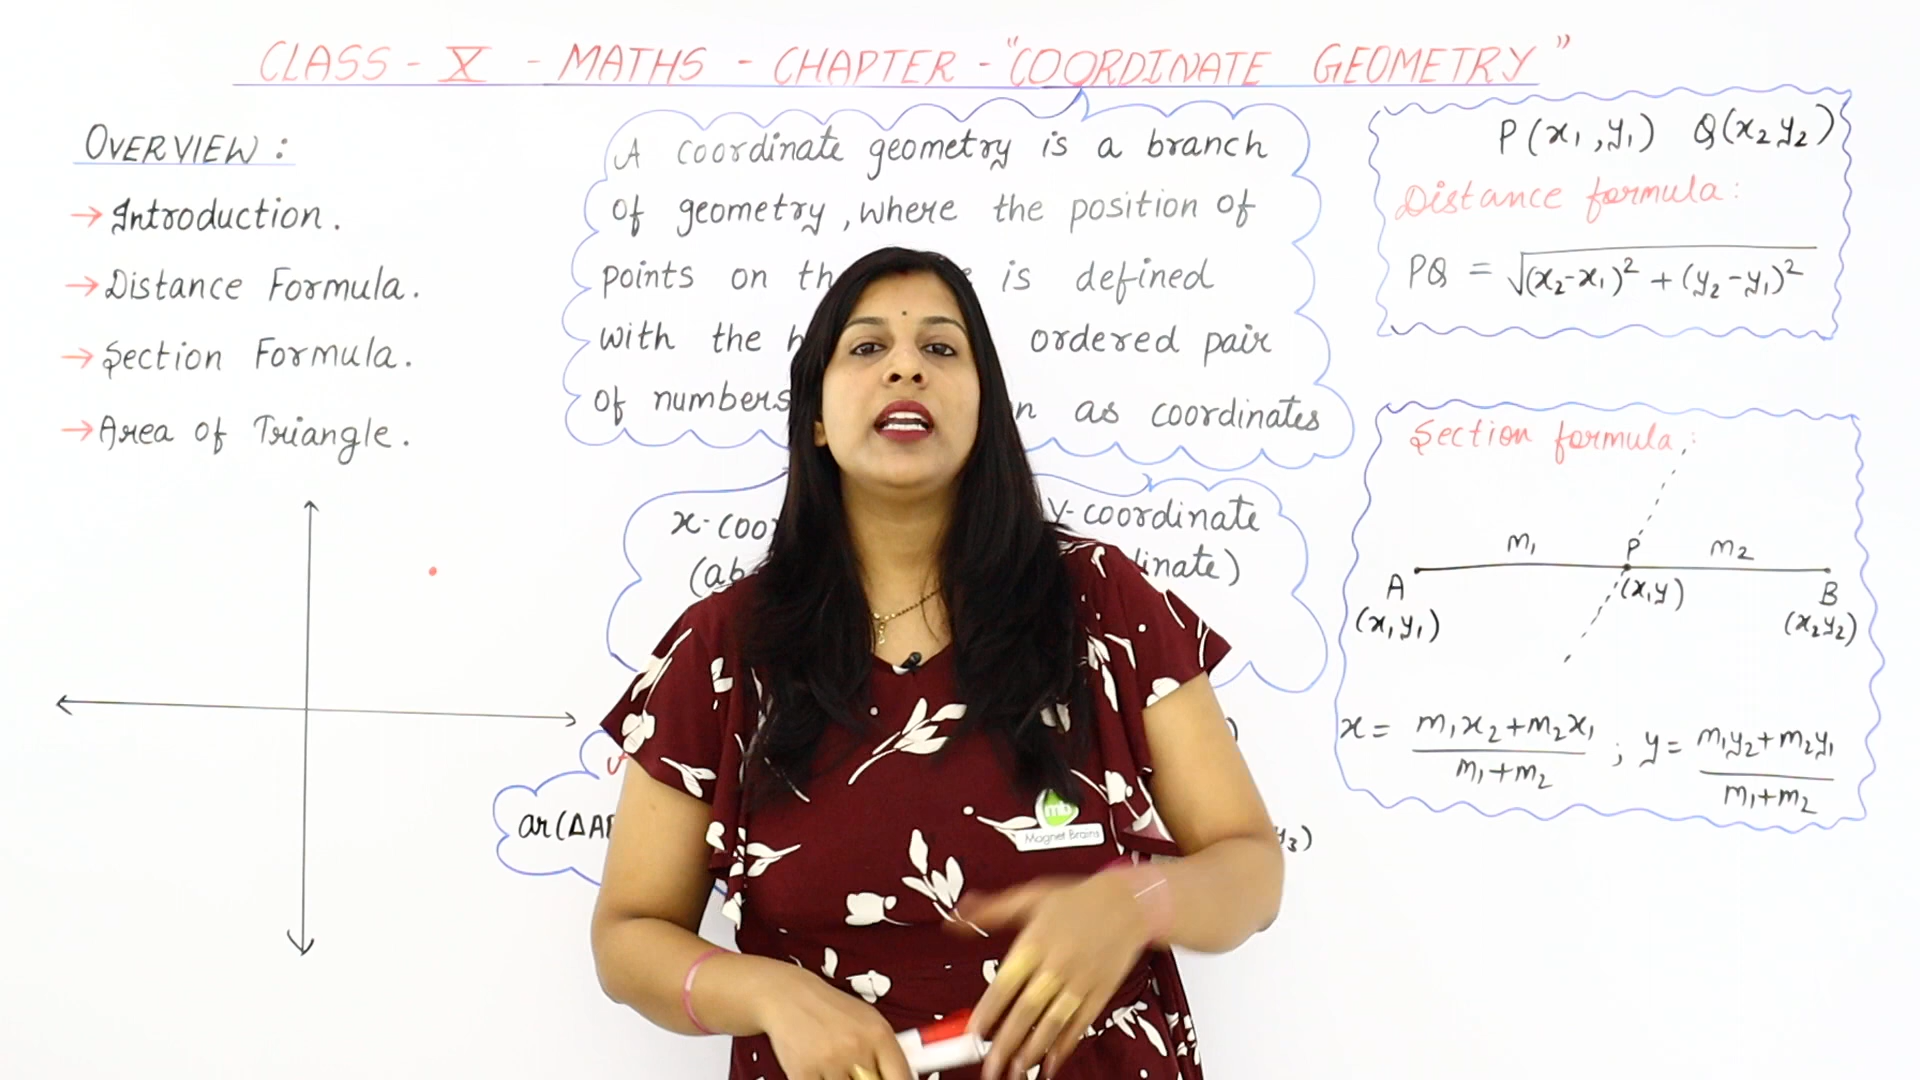 CLASS - X - MATHS - CHAPTER - "COORDINATE GEOMETRY"
OVERVIEW :
→ Introduction.
→ Distance Formula.
→ Section Formula.
→ Area of Triangle.
A coordinate geometry is a branch
of geometry, where the position of
points on is defined
with the ordered pair
of numbers as coordinates
x-coo y-coordinate
(ab inate)
ar(ΔA y₃)
P(x₁,y₁) Q(x₂y₂)
Distance formula:
PQ = √(x₂-x₁)² + (y₂-y₁)²
Section formula:
m₁ P m₂
A (x,y) B
(x₁y₁) (x₂y₂)
x = m₁x₂+m₂x₁ / m₁+m₂ ; y = m₁y₂+m₂y₁ / m₁+m₂
mb
Magnet Brains